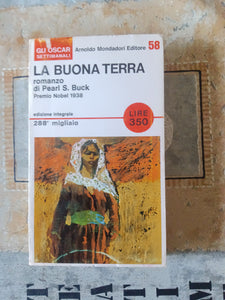 GLI OSCAR
SETTIMANALI
Arnoldo Mondadori Editore 58
LA BUONA TERRA
romanzo
di Pearl S. Buck
Premio Nobel 1938
edizione integrale
288° migliaio
LIRE
350